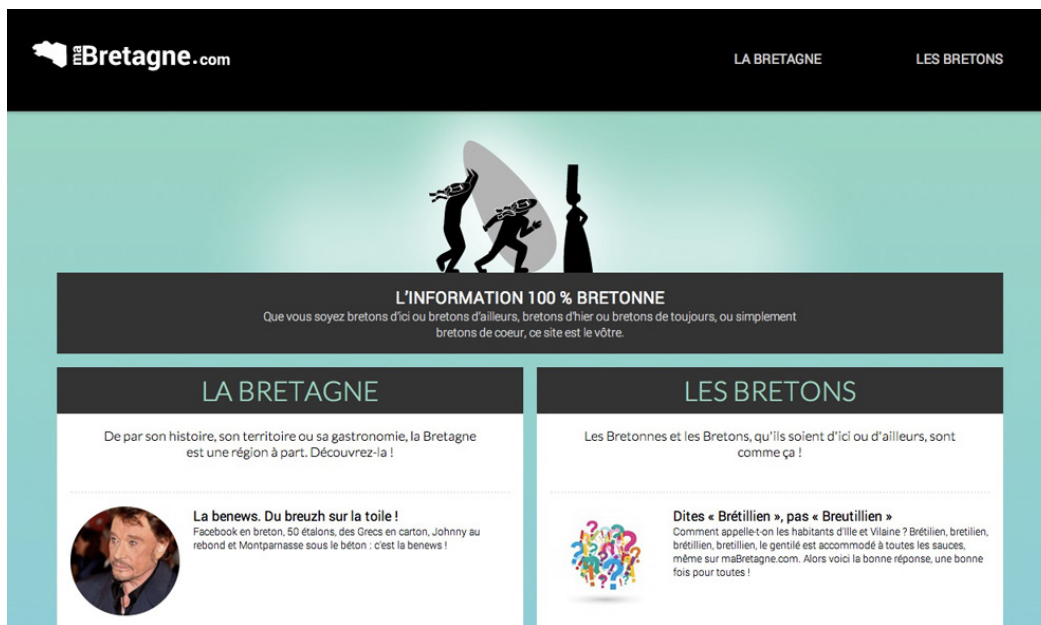 maBretagne.com
LA BRETAGNE
LES BRETONS
L'INFORMATION 100 % BRETONNE
Que vous soyez bretons d'ici ou bretons d'ailleurs, bretons d'hier ou bretons de toujours, ou simplement
bretons de coeur, ce site est le vôtre.
LA BRETAGNE
De par son histoire, son territoire ou sa gastronomie, la Bretagne
est une région à part. Découvrez-la !
La benews. Du breuzh sur la toile !
Facebook en breton, 50 étalons, des Grecs en carton, Johnny au
rebond et Montparnasse sous le béton : c'est la benews !
LES BRETONS
Les Bretonnes et les Bretons, qu'ils soient d'ici ou d'ailleurs, sont
comme ça !
Dites « Brétillien », pas « Breutillien »
Comment appelle-t-on les habitants d'Ille et Vilaine ? Brétilien, bretilien,
brétillien, bretillien, le gentilé est accommodé à toutes les sauces,
même sur maBretagne.com. Alors voici la bonne réponse, une bonne
fois pour toutes !